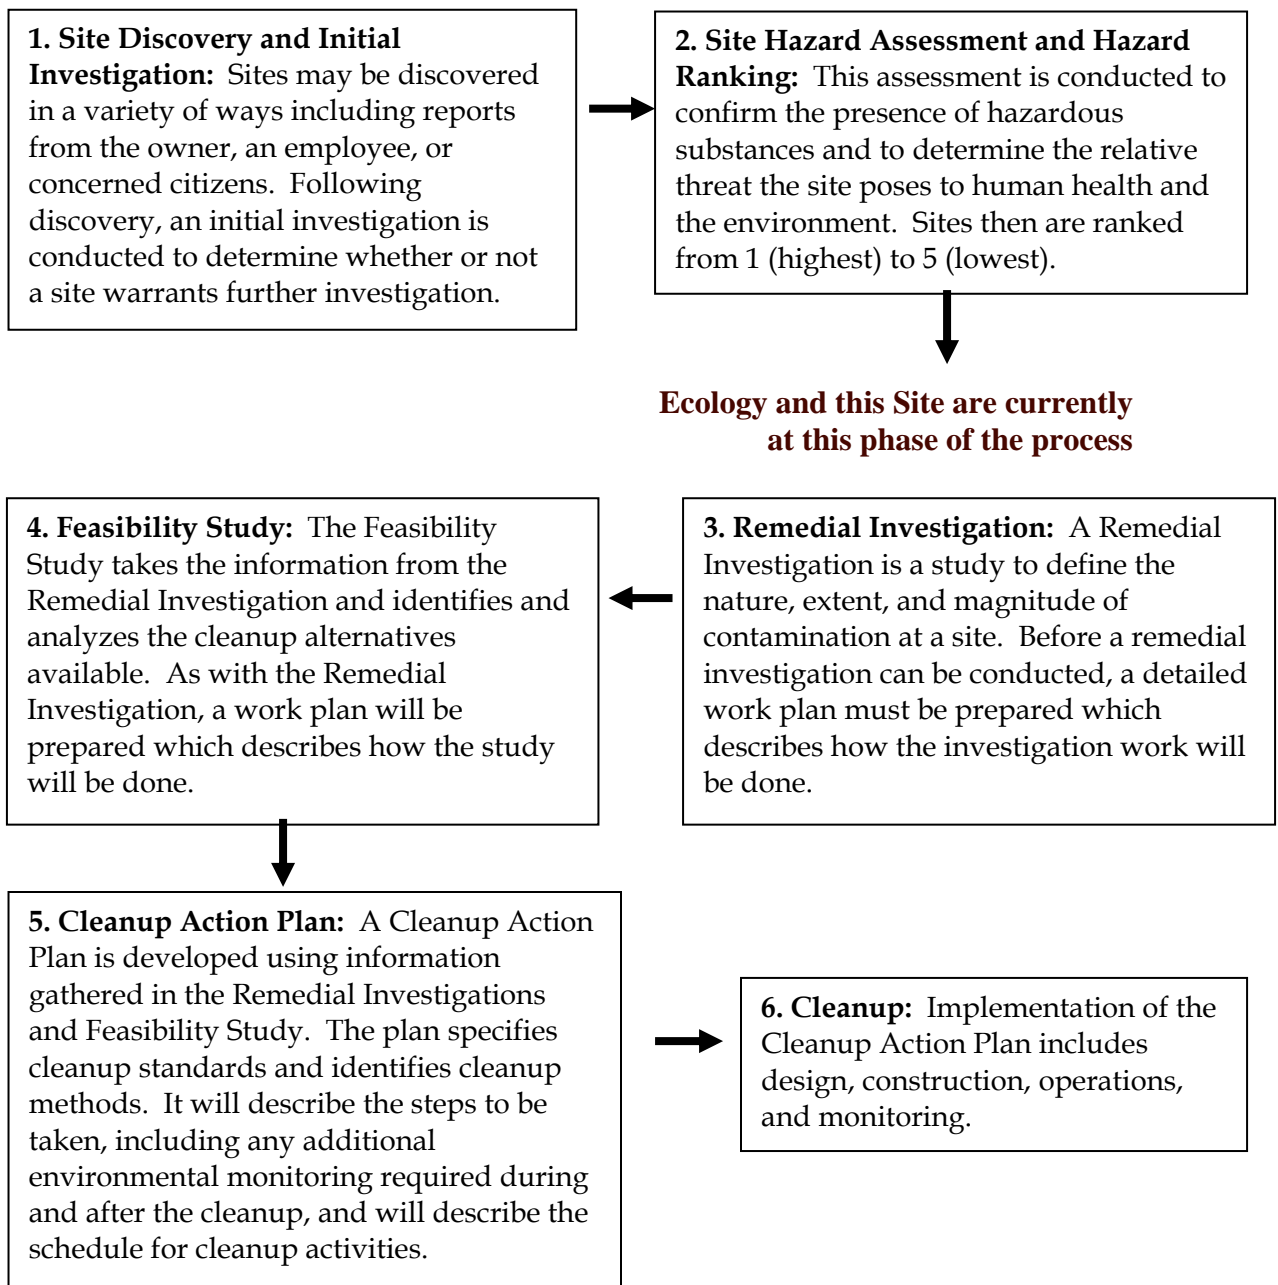 1. Site Discovery and Initial
Investigation:  Sites may be discovered
in a variety of ways including reports
from the owner, an employee, or
concerned citizens.  Following
discovery, an initial investigation is
conducted to determine whether or not
a site warrants further investigation.
2. Site Hazard Assessment and Hazard
Ranking:  This assessment is conducted to
confirm the presence of hazardous
substances and to determine the relative
threat the site poses to human health and
the environment.  Sites then are ranked
from 1 (highest) to 5 (lowest).
Ecology and this Site are currently
at this phase of the process
3. Remedial Investigation:  A Remedial
Investigation is a study to define the
nature, extent, and magnitude of
contamination at a site.  Before a remedial
investigation can be conducted, a detailed
work plan must be prepared which
describes how the investigation work will
be done.
4. Feasibility Study:  The Feasibility
Study takes the information from the
Remedial Investigation and identifies and
analyzes the cleanup alternatives
available.  As with the Remedial
Investigation, a work plan will be
prepared which describes how the study
will be done.
5. Cleanup Action Plan:  A Cleanup Action
Plan is developed using information
gathered in the Remedial Investigations
and Feasibility Study.  The plan specifies
cleanup standards and identifies cleanup
methods.  It will describe the steps to be
taken, including any additional
environmental monitoring required during
and after the cleanup, and will describe the
schedule for cleanup activities.
6. Cleanup:  Implementation of the
Cleanup Action Plan includes
design, construction, operations,
and monitoring.